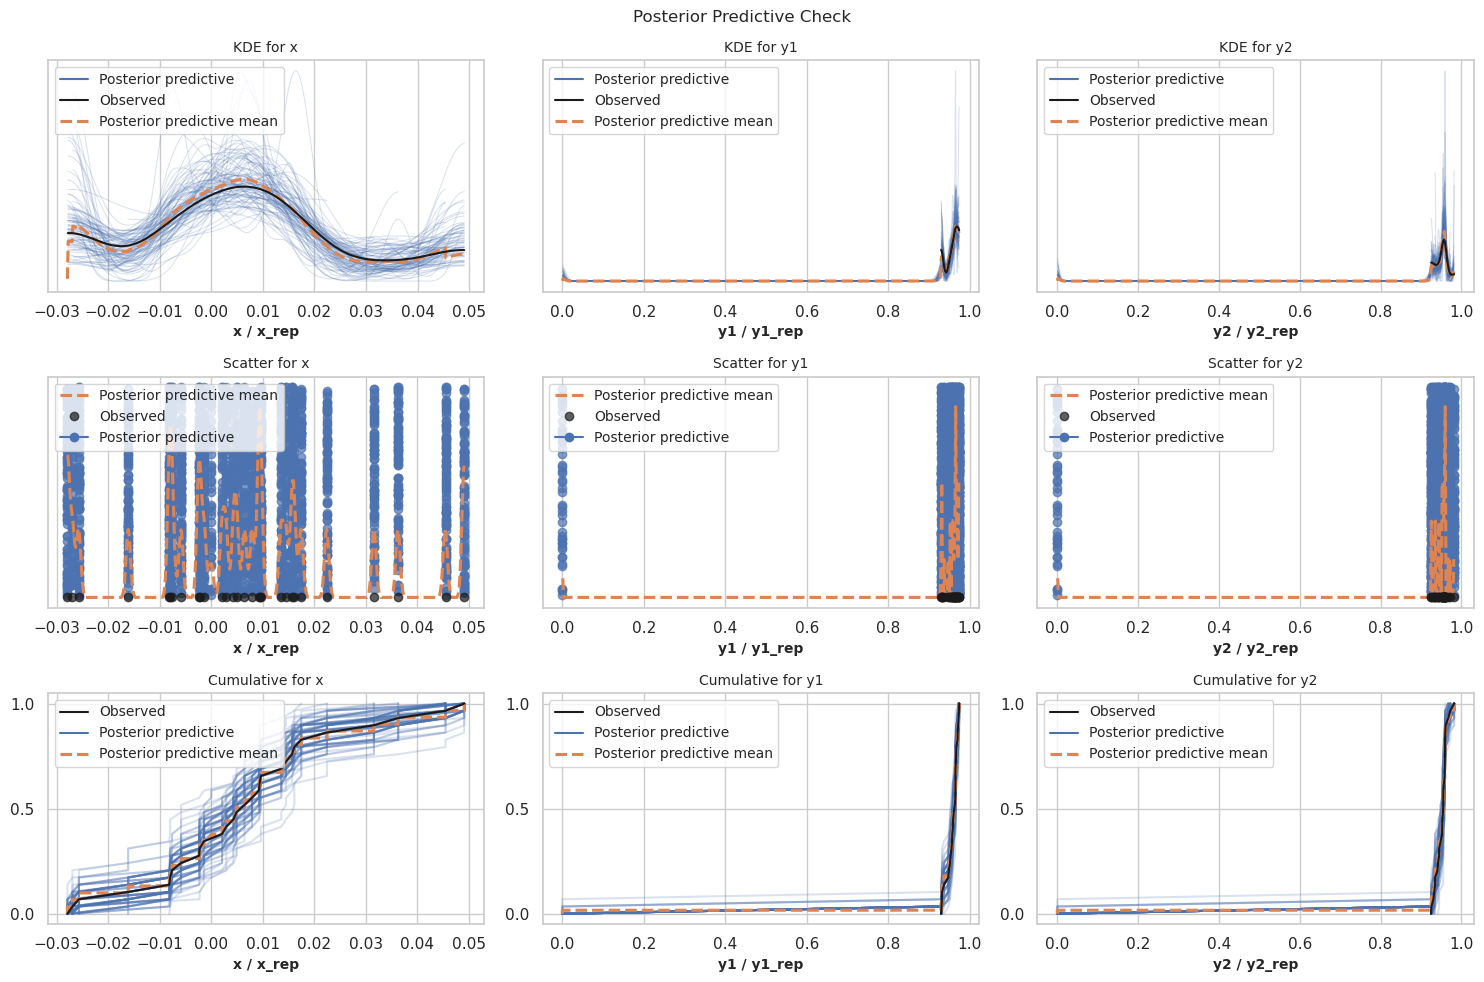 Posterior Predictive Check
KDE for x
Posterior predictive
Observed
Posterior predictive mean
−0.03 −0.02 −0.01 0.00 0.01 0.02 0.03 0.04 0.05
x / x_rep
KDE for y1
Posterior predictive
Observed
Posterior predictive mean
0.0 0.2 0.4 0.6 0.8 1.0
y1 / y1_rep
KDE for y2
Posterior predictive
Observed
Posterior predictive mean
0.0 0.2 0.4 0.6 0.8 1.0
y2 / y2_rep
Scatter for x
Posterior predictive mean
Observed
Posterior predictive
−0.03 −0.02 −0.01 0.00 0.01 0.02 0.03 0.04 0.05
x / x_rep
Scatter for y1
Posterior predictive mean
Observed
Posterior predictive
0.0 0.2 0.4 0.6 0.8 1.0
y1 / y1_rep
Scatter for y2
Posterior predictive mean
Observed
Posterior predictive
0.0 0.2 0.4 0.6 0.8 1.0
y2 / y2_rep
Cumulative for x
1.0
0.5
0.0
Observed
Posterior predictive
Posterior predictive mean
−0.03 −0.02 −0.01 0.00 0.01 0.02 0.03 0.04 0.05
x / x_rep
Cumulative for y1
1.0
0.5
0.0
Observed
Posterior predictive
Posterior predictive mean
0.0 0.2 0.4 0.6 0.8 1.0
y1 / y1_rep
Cumulative for y2
1.0
0.5
0.0
Observed
Posterior predictive
Posterior predictive mean
0.0 0.2 0.4 0.6 0.8 1.0
y2 / y2_rep